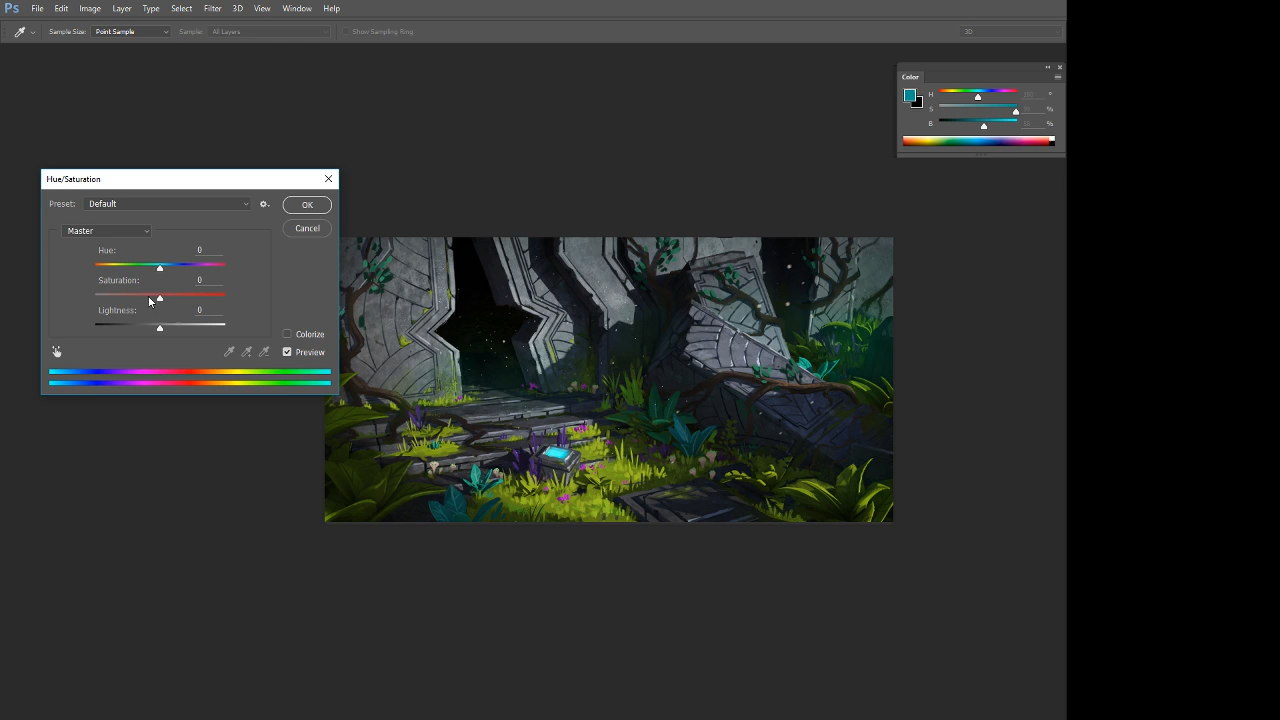 Ps File Edit Image Layer Type Select Filter 3D View Window Help
Sample Size: Point Sample Sample: All Layers Show Sampling Ring 3D
Color
H °
S %
B %
Hue/Saturation
Preset: Default OK
Cancel
Master
Hue: 0
Saturation: 0
Lightness: 0
Colorize
Preview